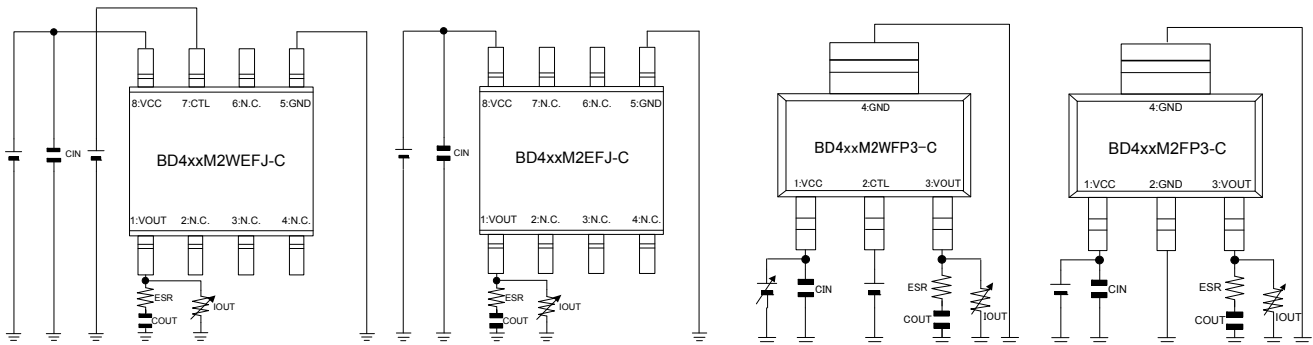 8:VCC 7:CTL 6:N.C. 5:GND
CIN
BD4xxM2WEFJ-C
1:VOUT 2:N.C. 3:N.C. 4:N.C.
ESR
COUT
IOUT
8:VCC 7:N.C. 6:N.C. 5:GND
CIN
BD4xxM2EFJ-C
1:VOUT 2:N.C. 3:N.C. 4:N.C.
ESR
COUT
IOUT
4:GND
BD4xxM2WFP3-C
1:VCC 2:CTL 3:VOUT
CIN
ESR
COUT
IOUT
4:GND
BD4xxM2FP3-C
1:VCC 2:GND 3:VOUT
CIN
ESR
COUT
IOUT